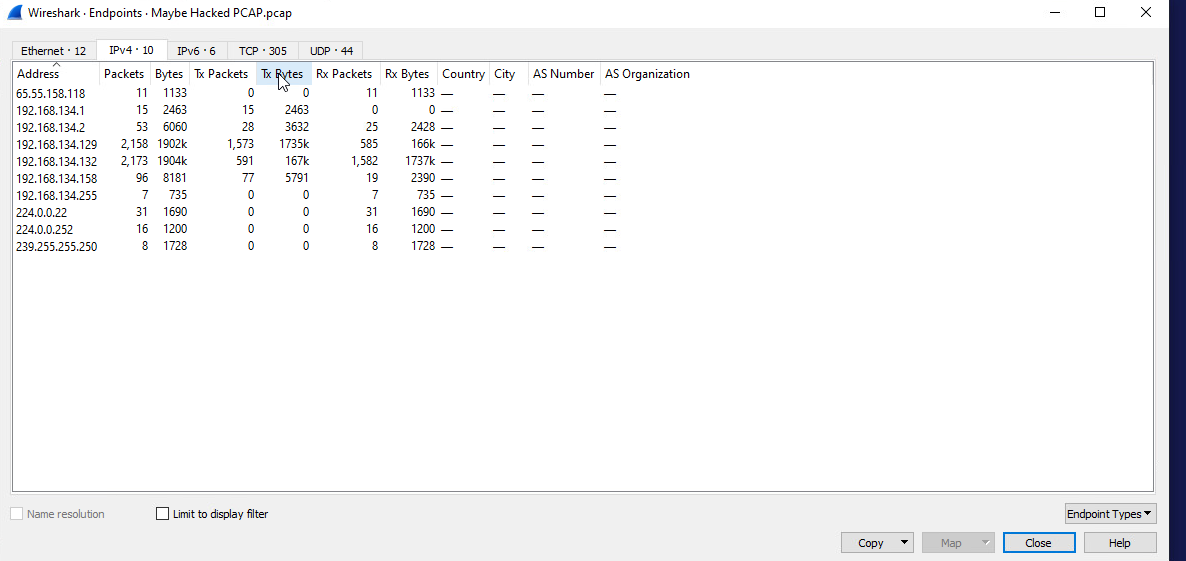 Wireshark · Endpoints · Maybe Hacked PCAP.pcap
Ethernet · 12 IPv4 · 10 IPv6 · 6 TCP · 305 UDP · 44
Address Packets Bytes Tx Packets Tx Bytes Rx Packets Rx Bytes Country City AS Number AS Organization
65.55.158.118 11 1133 0 0 11 1133 — — — —
192.168.134.1 15 2463 15 2463 0 0 — — — —
192.168.134.2 53 6060 28 3632 25 2428 — — — —
192.168.134.129 2,158 1902k 1,573 1735k 585 166k — — — —
192.168.134.132 2,173 1904k 591 167k 1,582 1737k — — — —
192.168.134.158 96 8181 77 5791 19 2390 — — — —
192.168.134.255 7 735 0 0 7 735 — — — —
224.0.0.22 31 1690 0 0 31 1690 — — — —
224.0.0.252 16 1200 0 0 16 1200 — — — —
239.255.255.250 8 1728 0 0 8 1728 — — — —
Name resolution Limit to display filter Endpoint Types
Copy Map Close Help